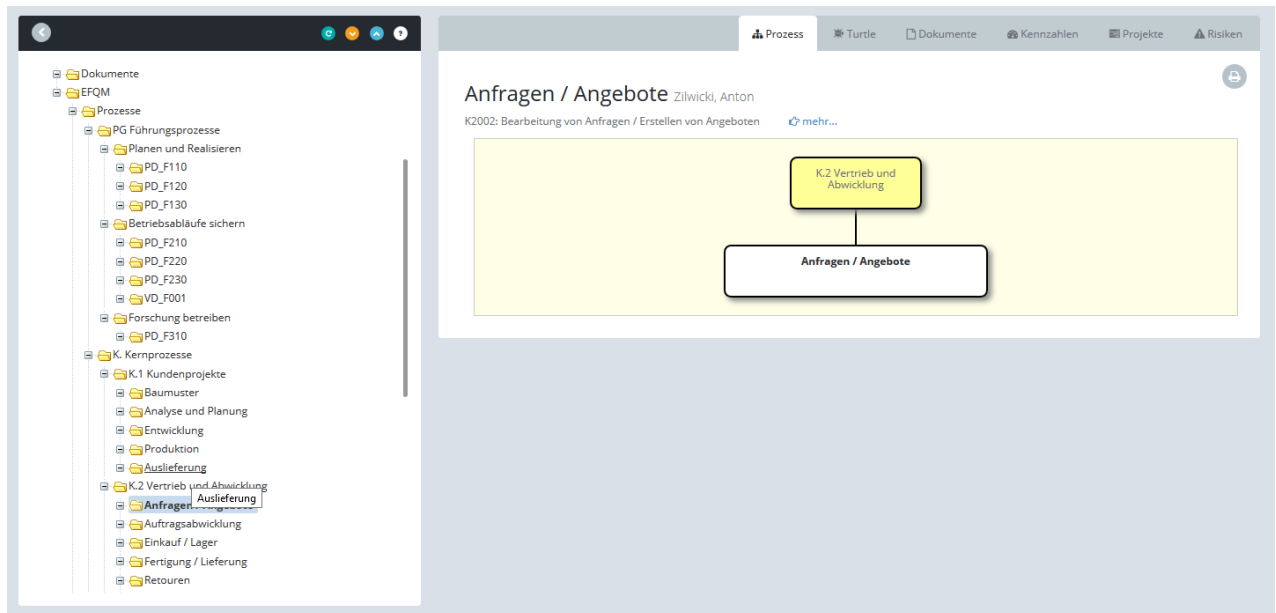 Dokumente
EFQM
Prozesse
PG Führungsprozesse
Planen und Realisieren
PD_F110
PD_F120
PD_F130
Betriebsabläufe sichern
PD_F210
PD_F220
PD_F230
VD_F001
Forschung betreiben
PD_F310
K. Kernprozesse
K.1 Kundenprojekte
Baumuster
Analyse und Planung
Entwicklung
Produktion
Auslieferung
K.2 Vertrieb und Abwicklung
Auslieferung
Anfragen / Angebote
Auftragsabwicklung
Einkauf / Lager
Fertigung / Lieferung
Retouren
Prozess Turtle Dokumente Kennzahlen Projekte Risiken
Anfragen / Angebote Zilwicki, Anton
K2002: Bearbeitung von Anfragen / Erstellen von Angeboten mehr...
K.2 Vertrieb und
Abwicklung
Anfragen / Angebote